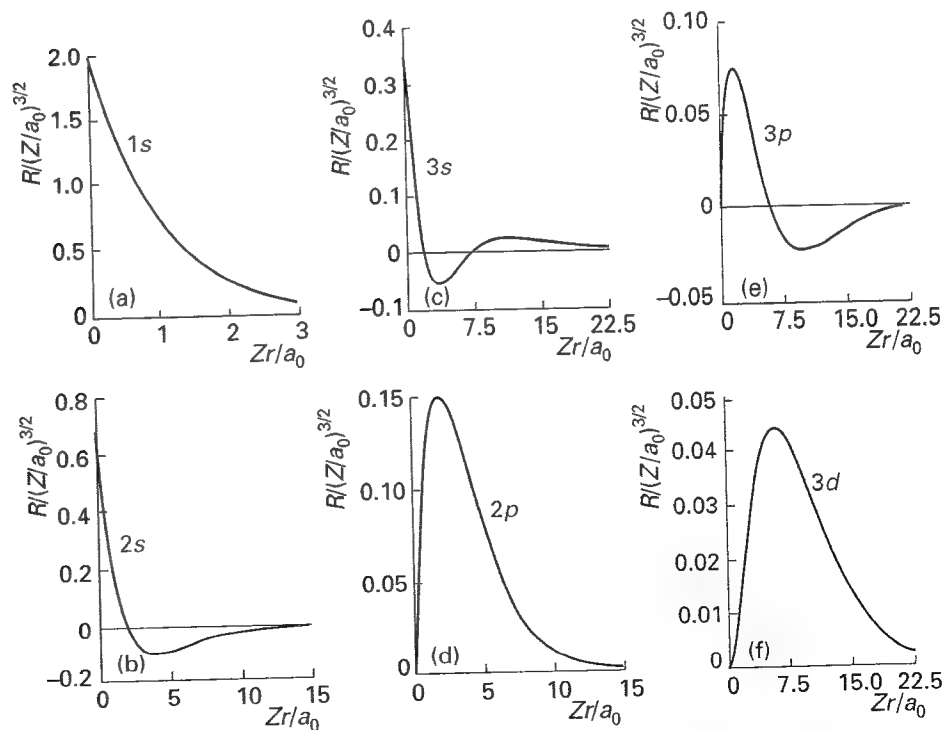 R/(Z/a0)3/2
2.0
1.5
1.0
0.5
0
1s
(a)
0 1 2 3
Zr/a0
R/(Z/a0)3/2
0.4
0.3
0.2
0.1
0
−0.1
3s
(c)
0 7.5 15 22.5
Zr/a0
R/(Z/a0)3/2
0.10
0.05
0
−0.05
3p
(e)
0 7.5 15.0 22.5
Zr/a0
R/(Z/a0)3/2
0.8
0.6
0.4
0.2
0
−0.2
2s
(b)
0 5 10 15
Zr/a0
R/(Z/a0)3/2
0.15
0.10
0.05
0
2p
(d)
0 5 10 15
Zr/a0
R/(Z/a0)3/2
0.05
0.04
0.03
0.02
0.01
0
3d
(f)
0 7.5 15.0 22.5
Zr/a0